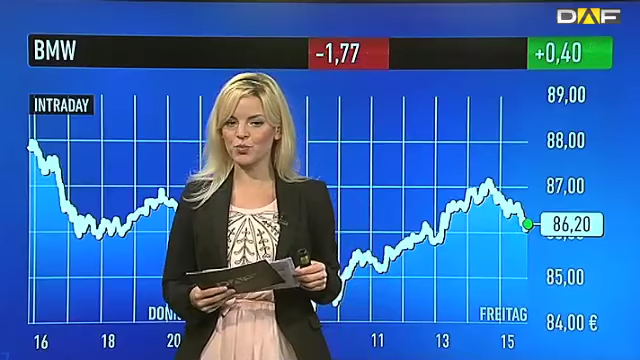 DAF
BMW -1,77 +0,40
INTRADAY
89,00
88,00
87,00
86,20
85,00
84,00 €
FREITAG
16 18 20 11 13 15